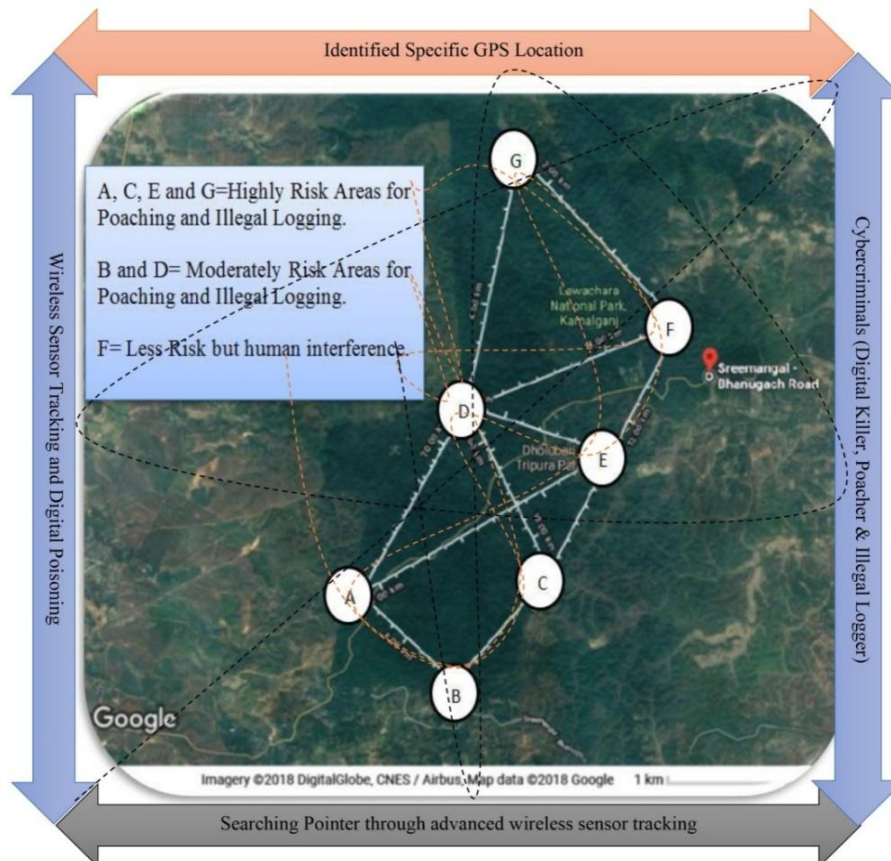 Identified Specific GPS Location
Wireless Sensor Tracking and Digital Poisoning
Cybercriminals (Digital Killer, Poacher & Illegal Logger)
A, C, E and G=Highly Risk Areas for
Poaching and Illegal Logging.
B and D= Moderately Risk Areas for
Poaching and Illegal Logging.
F= Less Risk but human interference.
G
Lawachara
National Park,
Kamalganj
F
Sreemangal -
Bhanugach Road
D
Dholubari
Tripura
E
km
A
C
B
Google
Imagery ©2018 DigitalGlobe, CNES / Airbus, Map data ©2018 Google
1 km
Searching Pointer through advanced wireless sensor tracking